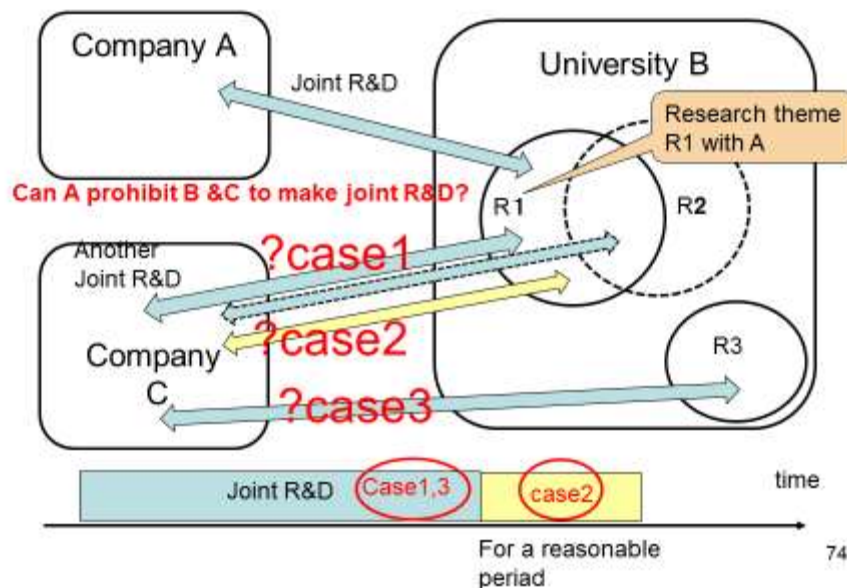 Company A
University B
Joint R&D
Research theme
R1 with A
Can A prohibit B &C to make joint R&D?
R1
R2
Another
Joint R&D
?case1
?case2
Company
C
R3
?case3
Joint R&D
Case1,3
case2
time
For a reasonable
periad
74